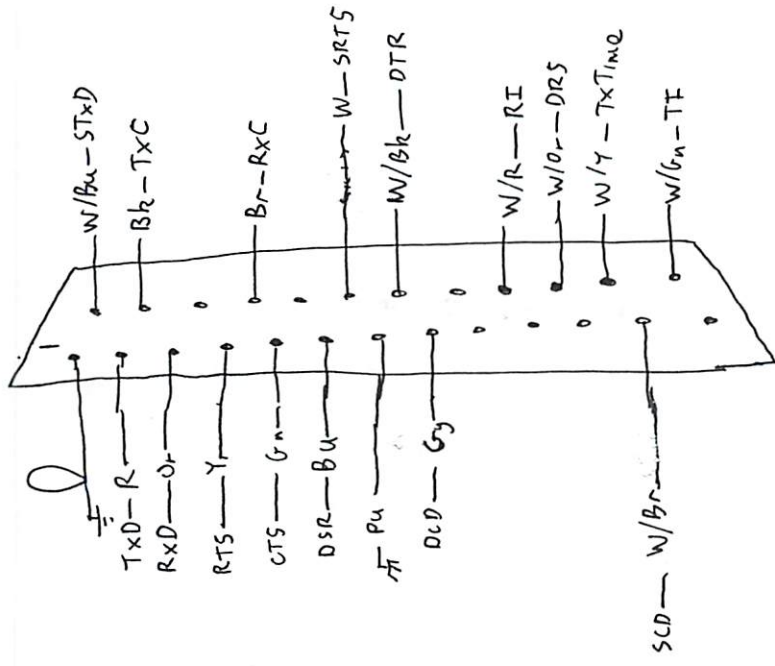 1
W/Bu—STxD
Bk—TxC
Br—RxC
W—SRTS
W/Bk—DTR
W/R—RI
W/Or—DRS
W/Y—TxTIME
W/Gn—TF
TxD—R
RxD—Or
RTS—Y
CTS—Gn
DSR—BU
PU
DCD—Gy
SCD—W/Br